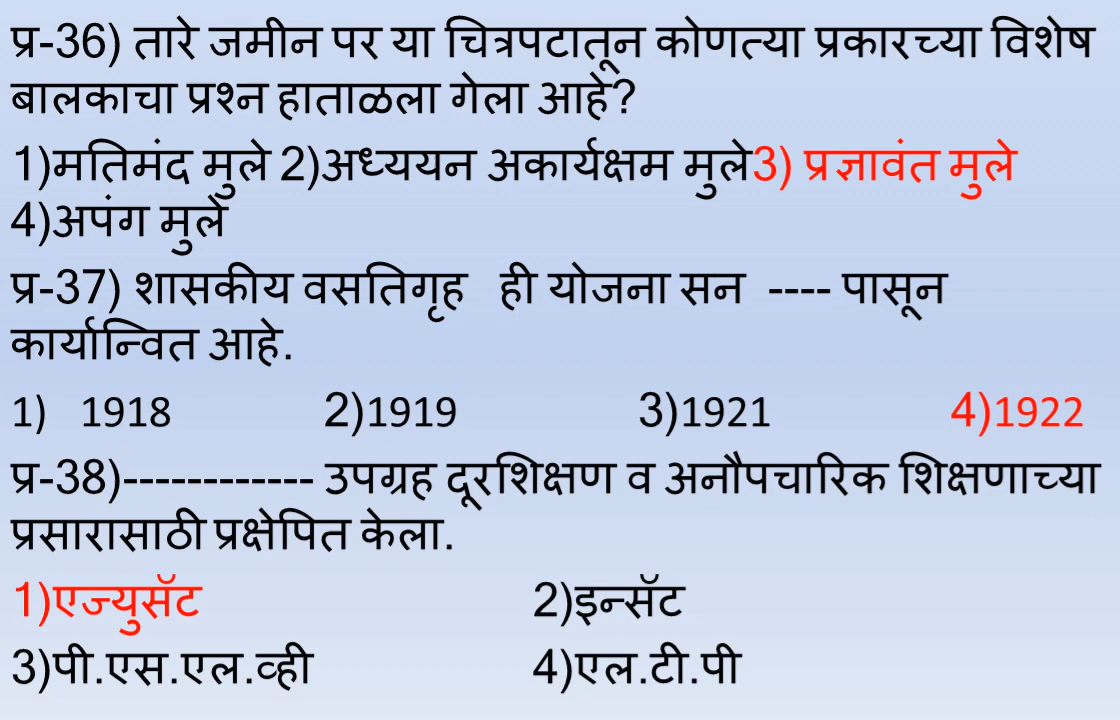 प्र-36) तारे जमीन पर या चित्रपटातून कोणत्या प्रकारच्या विशेष
बालकाचा प्रश्न हाताळला गेला आहे?
1)मतिमंद मुले 2)अध्ययन अकार्यक्षम मुले3) प्रज्ञावंत मुले
4)अपंग मुले
प्र-37) शासकीय वसतिगृह ही योजना सन ---- पासून
कार्यान्वित आहे.
1) 1918 2)1919 3)1921 4)1922
प्र-38)------------ उपग्रह दूरशिक्षण व अनौपचारिक शिक्षणाच्या
प्रसारासाठी प्रक्षेपित केला.
1)एज्युसॅट 2)इन्सॅट
3)पी.एस.एल.व्ही 4)एल.टी.पी